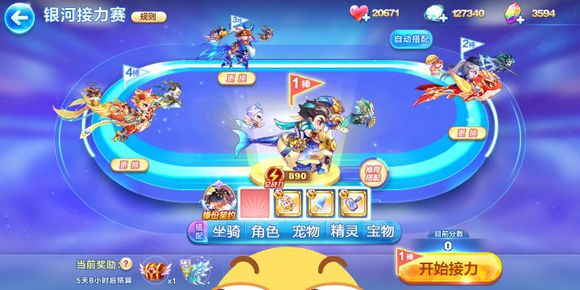 银河接力赛 规则
20671
127340
3594
自动搭配
3棒
2棒
4棒
1棒
更换
更换
更换
总战力 890
推荐搭配
缘份契约
搭配 坐骑 角色 宠物 精灵 宝物
目前分数
0
1棒 开始接力
当前奖励:?
x1
5天8小时后结算